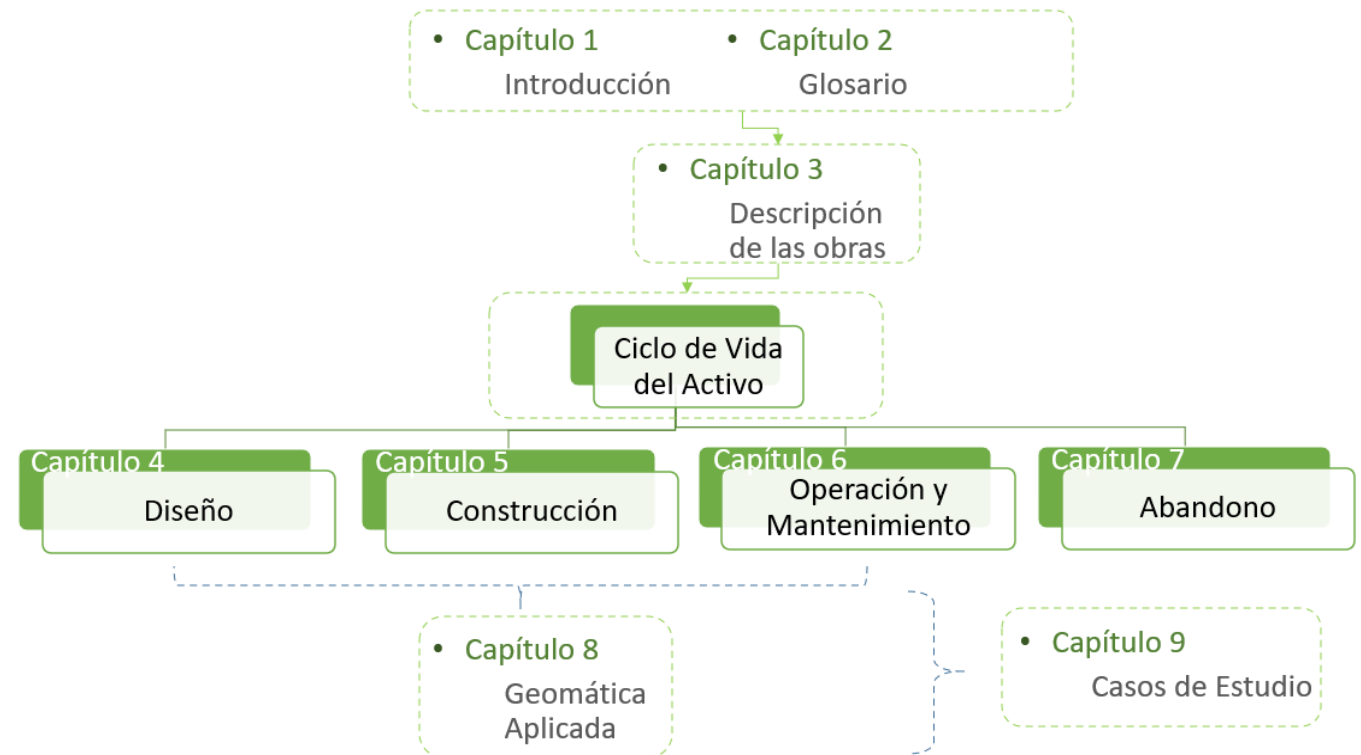 • Capítulo 1
Introducción
• Capítulo 2
Glosario
• Capítulo 3
Descripción
de las obras
Ciclo de Vida
del Activo
Capítulo 4
Diseño
Capítulo 5
Construcción
Capítulo 6
Operación y
Mantenimiento
Capítulo 7
Abandono
• Capítulo 8
Geomática
Aplicada
• Capítulo 9
Casos de Estudio